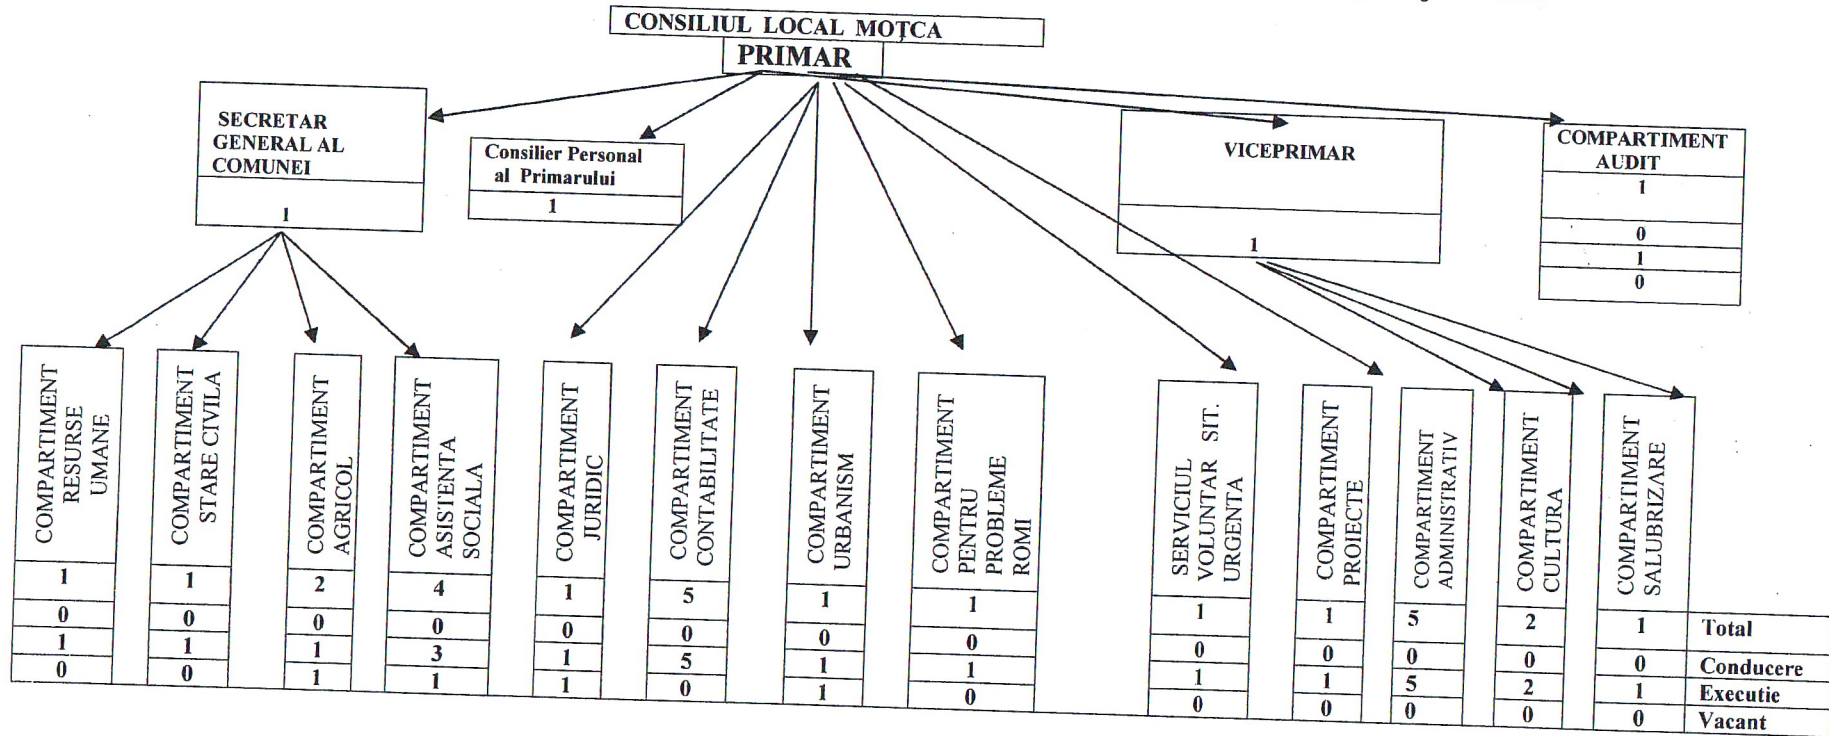 CONSILIUL LOCAL MOŢCA
PRIMAR
SECRETAR
GENERAL AL
COMUNEI
1
Consilier Personal
al Primarului
1
VICEPRIMAR
1
COMPARTIMENT
AUDIT
1
0
1
0
COMPARTIMENT
RESURSE
UMANE
1
0
1
0
COMPARTIMENT
STARE CIVILA
1
0
1
0
COMPARTIMENT
AGRICOL
2
0
1
1
COMPARTIMENT
ASISTENTA
SOCIALA
4
0
3
1
COMPARTIMENT
JURIDIC
1
0
1
1
COMPARTIMENT
CONTABILITATE
5
0
5
0
COMPARTIMENT
URBANISM
1
0
1
1
COMPARTIMENT
PENTRU
PROBLEME
ROMI
1
0
1
0
SERVICIUL
VOLUNTAR SIT.
URGENTA
1
0
1
0
COMPARTIMENT
PROIECTE
1
0
1
0
COMPARTIMENT
ADMINISTRATIV
5
0
5
0
COMPARTIMENT
CULTURA
2
0
2
0
COMPARTIMENT
SALUBRIZARE
1
0
1
0
Total
Conducere
Executie
Vacant